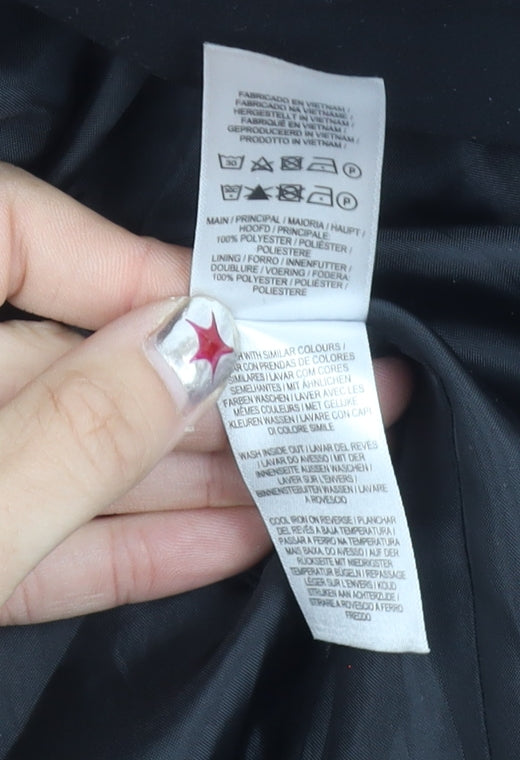 FABRICADO EN VIETNAM /
FABRICADO NA VIETNAME /
HERGESTELLT IN VIETNAM /
FABRIQUÉ EN VIETNAM /
GEPRODUCEERD IN VIETNAM /
PRODOTTO IN VIETNAM /
30 P
P
MAIN / PRINCIPAL / MAIORIA / HAUPT /
HOOFD / PRINCIPALE:
100% POLYESTER / POLIÉSTER /
POLIESTERE
LINING / FORRO / INNENFUTTER /
DOUBLURE / VOERING / FODERA:
100% POLYESTER / POLIÉSTER /
POLIESTERE
WITH SIMILAR COLOURS /
CON PRENDAS DE COLORES
SIMILARES / LAVAR COM CORES
SEMELHANTES / MIT ÄHNLICHEN
FARBEN WASCHEN / LAVER AVEC LES
MÊMES COULEURS / MET GELIJKE
KLEUREN WASSEN / LAVARE CON CAPI
DI COLORE SIMILE
WASH INSIDE OUT / LAVAR DEL REVÉS
/ LAVAR DO AVESSO / MIT DER
INNENSEITE AUSSEN WASCHEN /
LAVER SUR L'ENVERS /
BINNENSTEBUITEN WASSEN / LAVARE
A ROVESCIO
COOL IRON ON REVERSE / PLANCHAR
DEL REVÉS A BAJA TEMPERATURA /
PASSAR A FERRO NA TEMPERATURA
MAIS BAIXA, DO AVESSO / AUF DER
RÜCKSEITE MIT NIEDRIGSTER
TEMPERATUR BÜGELN / REPASSAGE
LÉGER SUR L'ENVERS / KOUD
STRIJKEN AAN ACHTERZIJDE /
STIRARE A ROVESCIO A FERRO
FREDDO